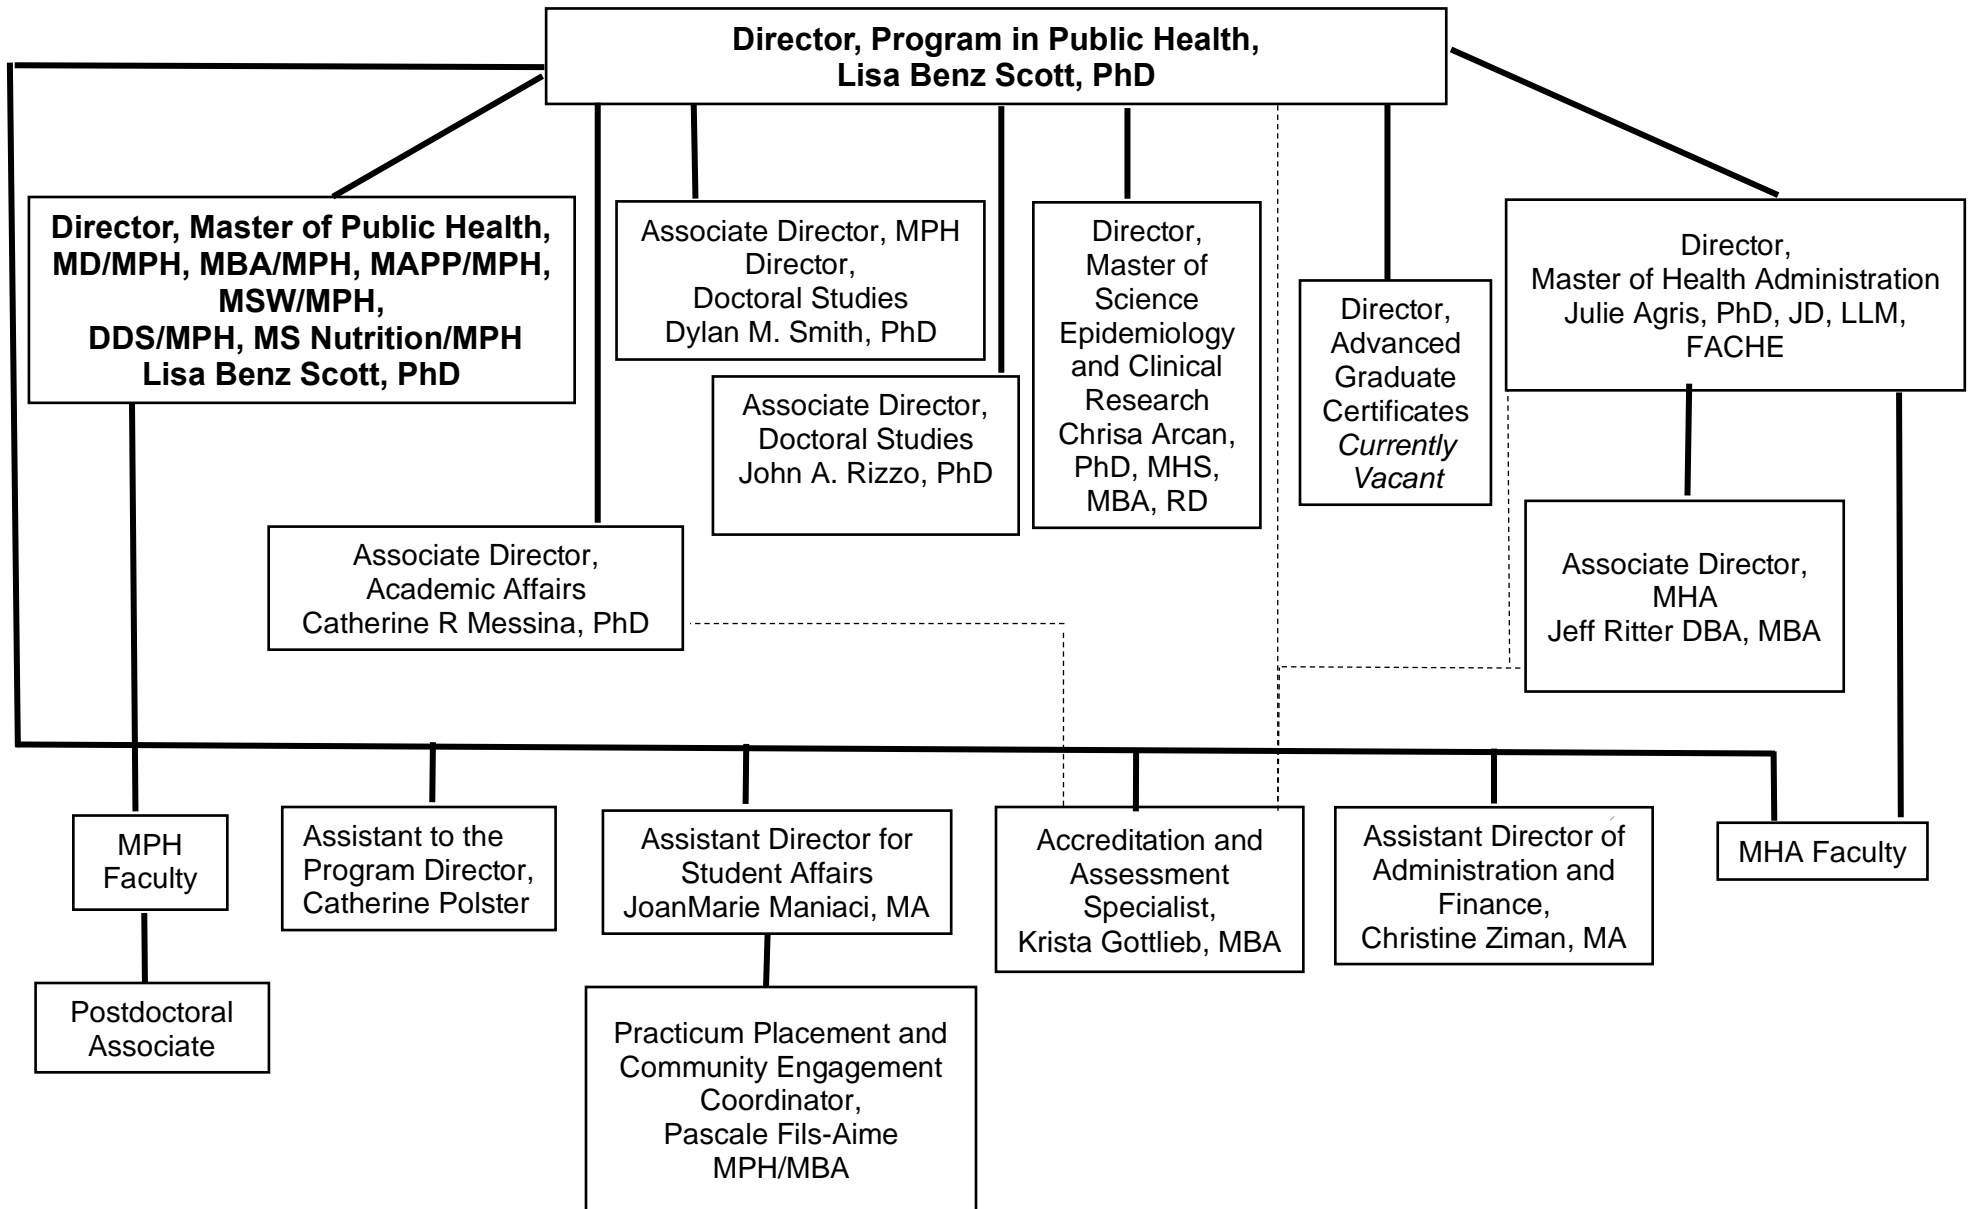 Director, Program in Public Health,
Lisa Benz Scott, PhD
Director, Master of Public Health,
MD/MPH, MBA/MPH, MAPP/MPH,
MSW/MPH,
DDS/MPH, MS Nutrition/MPH
Lisa Benz Scott, PhD
Associate Director, MPH
Director,
Doctoral Studies
Dylan M. Smith, PhD
Associate Director,
Doctoral Studies
John A. Rizzo, PhD
Director,
Master of
Science
Epidemiology
and Clinical
Research
Chrisa Arcan,
PhD, MHS,
MBA, RD
Director,
Advanced
Graduate
Certificates
Currently
Vacant
Director,
Master of Health Administration
Julie Agris, PhD, JD, LLM,
FACHE
Associate Director,
Academic Affairs
Catherine R Messina, PhD
Associate Director,
MHA
Jeff Ritter DBA, MBA
MPH
Faculty
Assistant to the
Program Director,
Catherine Polster
Assistant Director for
Student Affairs
JoanMarie Maniaci, MA
Accreditation and
Assessment
Specialist,
Krista Gottlieb, MBA
Assistant Director of
Administration and
Finance,
Christine Ziman, MA
MHA Faculty
Postdoctoral
Associate
Practicum Placement and
Community Engagement
Coordinator,
Pascale Fils-Aime
MPH/MBA